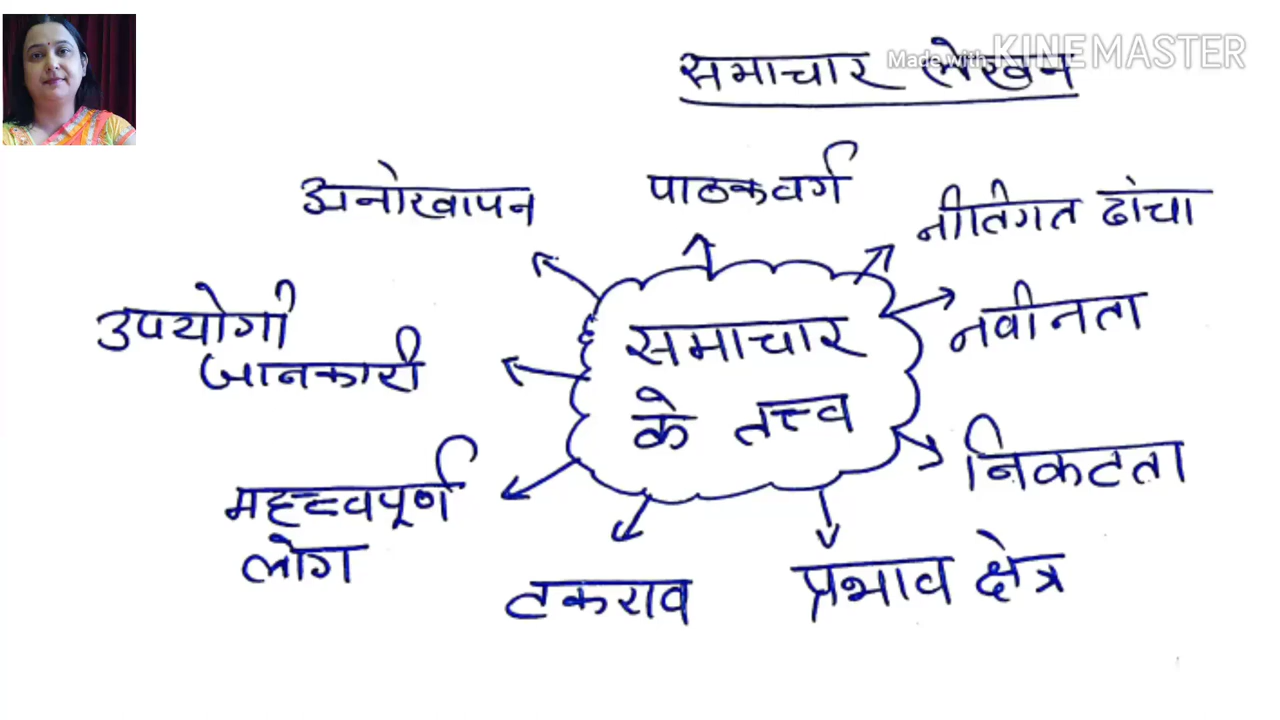 समाचार लेखन
Made with KINEMASTER
अनोखापन
पाठकवर्ग
नीतिगत ढांचा
उपयोगी
जानकारी
समाचार
के तत्त्व
नवीनता
निकटता
महत्त्वपूर्ण
लोग
टकराव
प्रभाव क्षेत्र